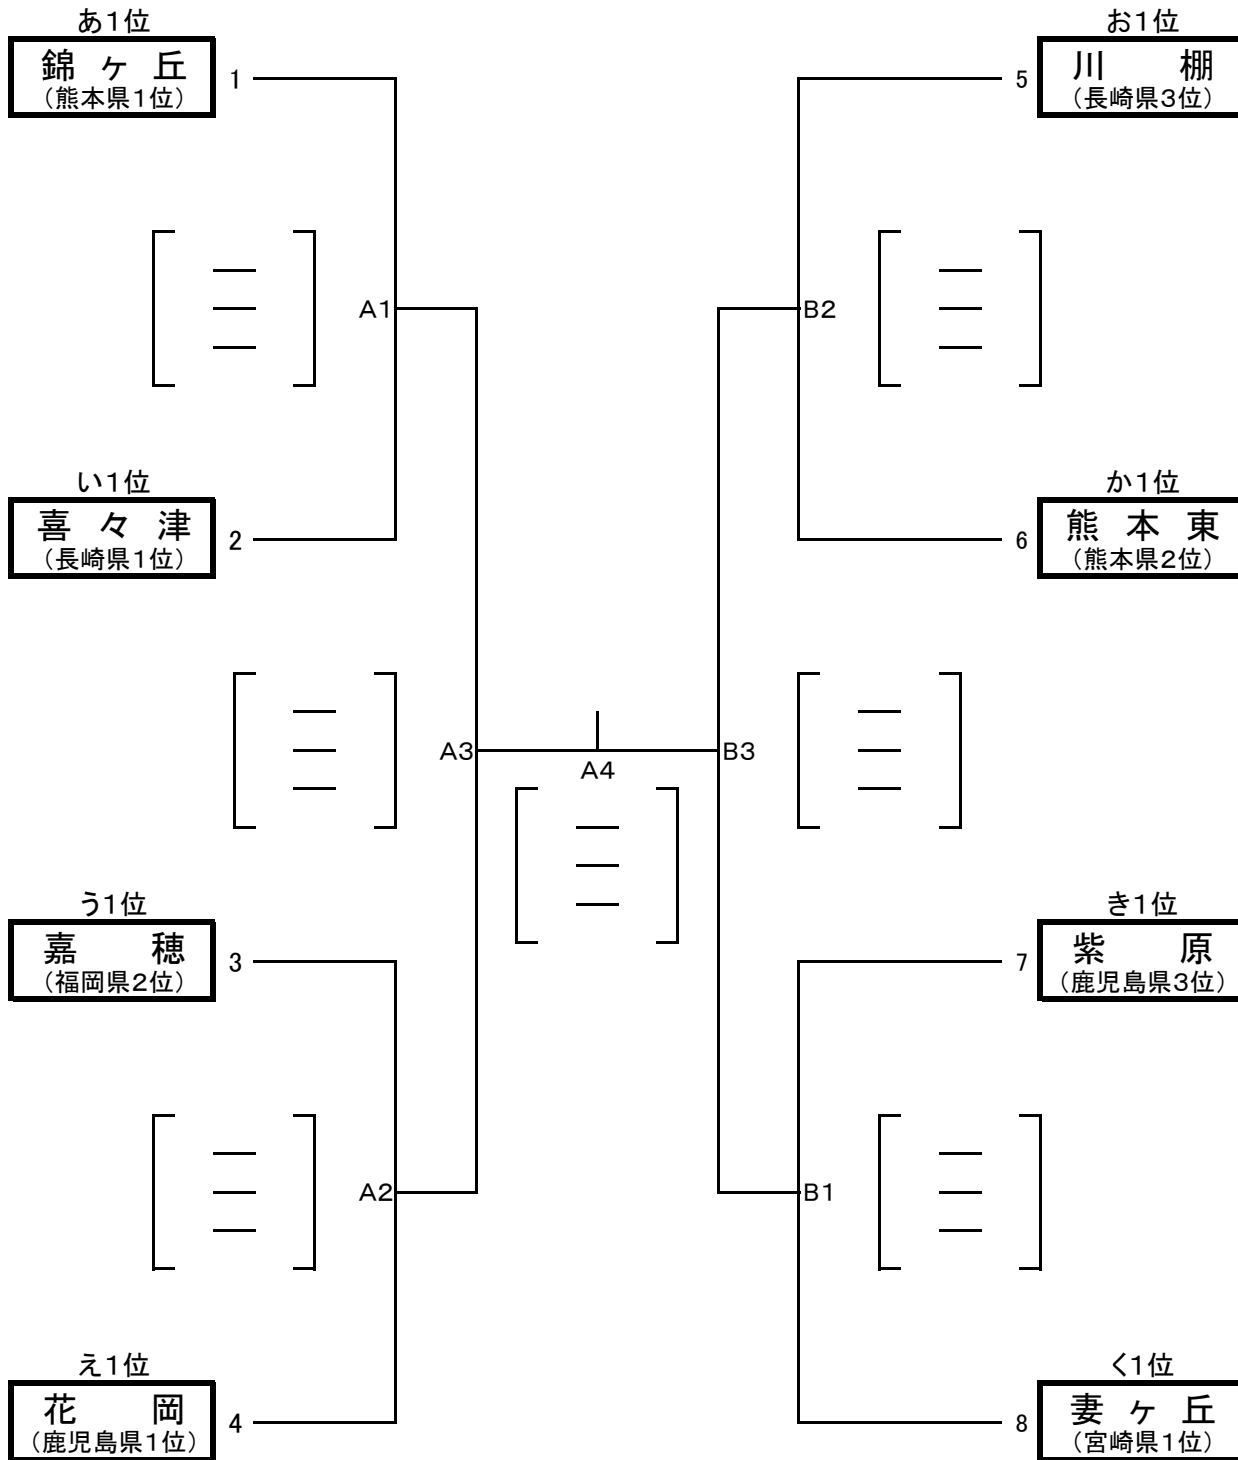 あ1位
錦ヶ丘
(熊本県1位)
1
お1位
川棚
(長崎県3位)
5
A1
B2
い1位
喜々津
(長崎県1位)
2
か1位
熊本東
(熊本県2位)
6
A3
A4
B3
う1位
嘉穂
(福岡県2位)
3
き1位
紫原
(鹿児島県3位)
7
A2
B1
え1位
花岡
(鹿児島県1位)
4
く1位
妻ヶ丘
(宮崎県1位)
8